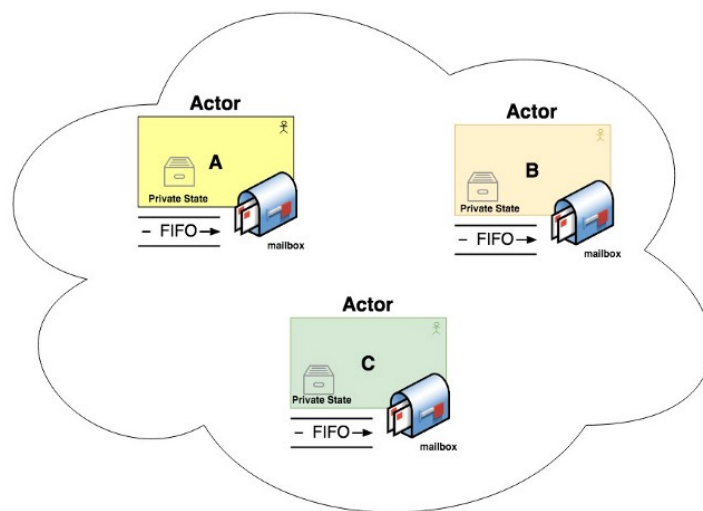 Actor
A
Private State
– FIFO→
mailbox
Actor
B
Private State
– FIFO→
mailbox
Actor
C
Private State
– FIFO→
mailbox